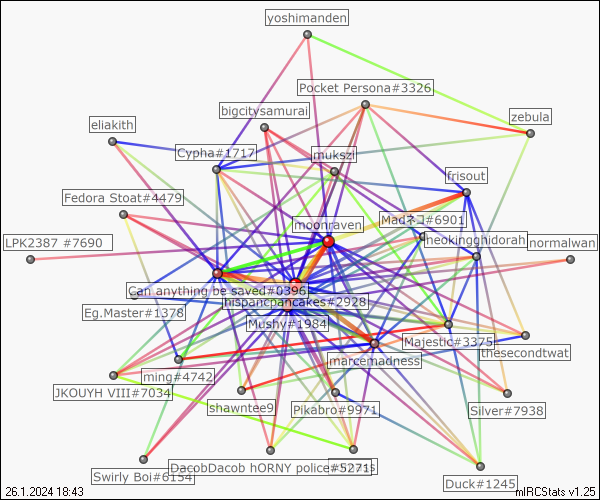 yoshimanden
Pocket Persona#3326
bigcitysamurai
zebula
eliakith
Cypha#1717
mukszi
frisout
Fedora Stoat#4479
moonraven
Madネコ#6901
LPK2387 #7690
theokingghidorah
normalwan
Can anything be saved#0396
hispancpancakes#2928
Eg.Master#1378
Mushy#1984
Majestic#3375
thesecondtwat
marcemadness
ming#4742
JKOUYH VIII#7034
shawntee9
Pikabro#9971
Silver#7938
Swirly Boi#6154
DacobDacob hORNY police#5271
Duck#1245
26.1.2024 18:43
mIRCStats v1.25